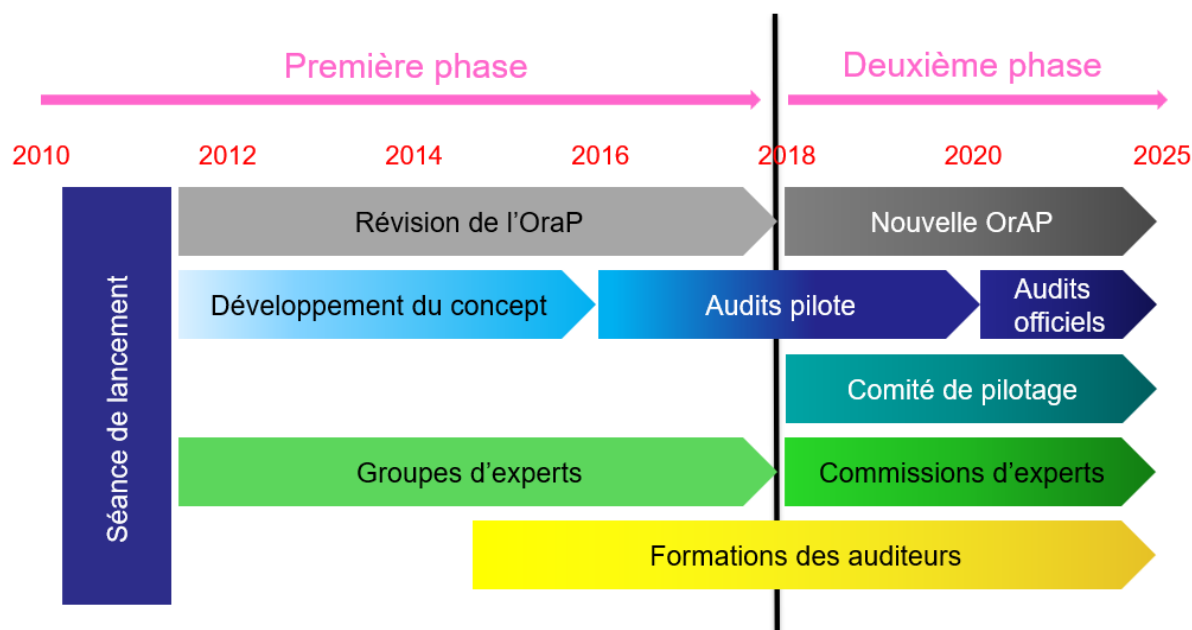 Première phase
Deuxième phase
2010
2012
2014
2016
2018
2020
2025
Séance de lancement
Révision de l’OraP
Nouvelle OrAP
Développement du concept
Audits pilote
Audits
officiels
Comité de pilotage
Groupes d’experts
Commissions d’experts
Formations des auditeurs